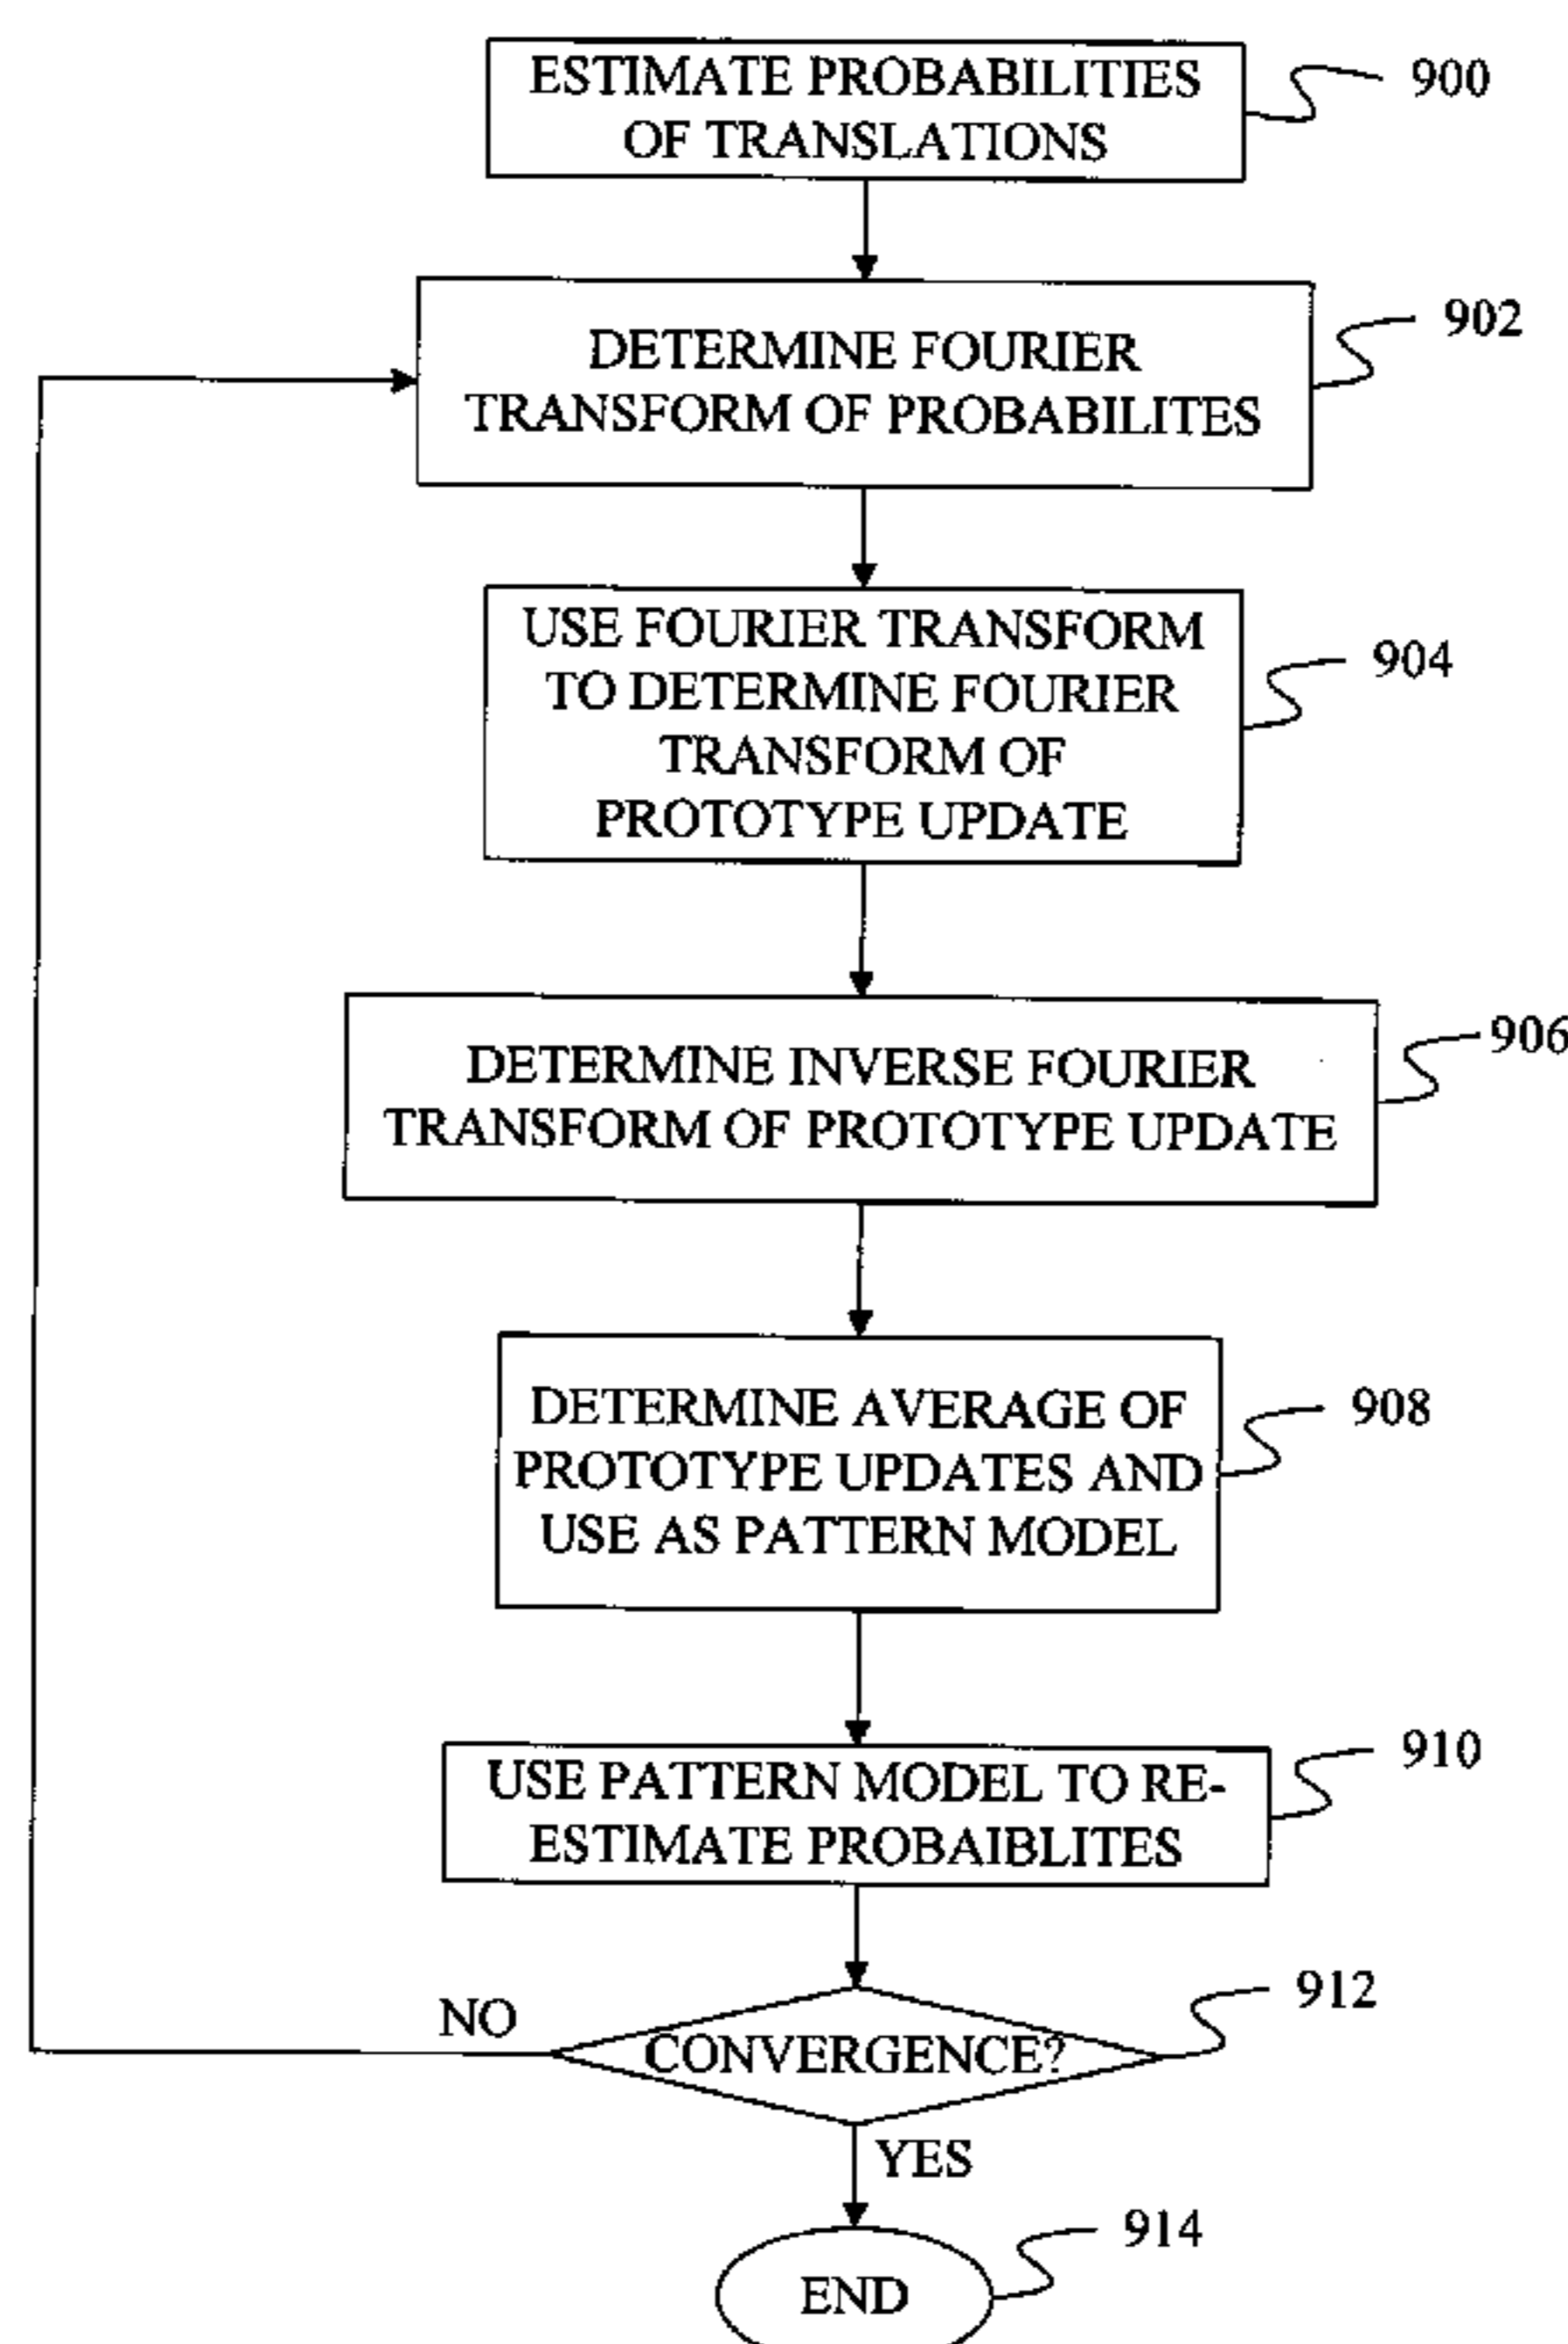 ESTIMATE PROBABILITIES
OF TRANSLATIONS
900
DETERMINE FOURIER
TRANSFORM OF PROBABILITES
902
USE FOURIER TRANSFORM
TO DETERMINE FOURIER
TRANSFORM OF
PROTOTYPE UPDATE
904
DETERMINE INVERSE FOURIER
TRANSFORM OF PROTOTYPE UPDATE
906
DETERMINE AVERAGE OF
PROTOTYPE UPDATES AND
USE AS PATTERN MODEL
908
USE PATTERN MODEL TO RE-
ESTIMATE PROBAIBLITES
910
CONVERGENCE?
912
NO
YES
END
914